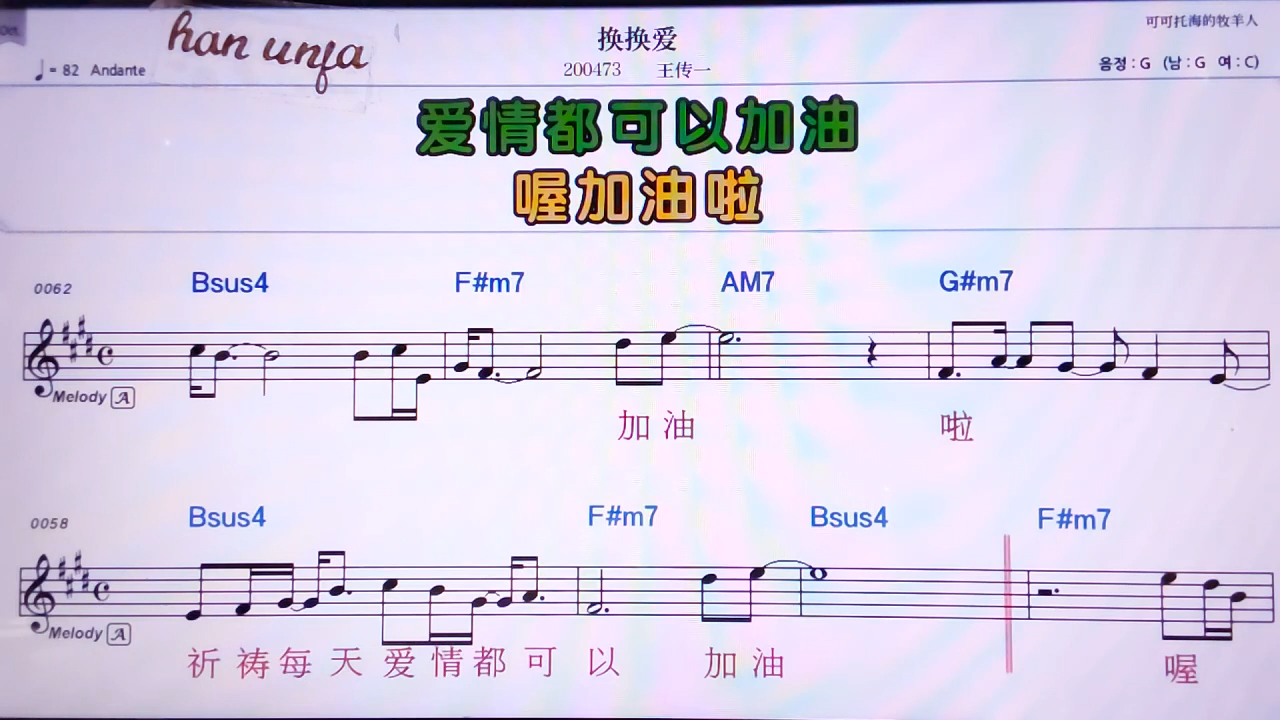 可可托海的牧羊人
han unfa
换换爱
♩= 82 Andante
200473 王传一
음정 : G (남 : G 여 : C)
爱情都可以加油
喔加油啦
0062
Bsus4 F#m7 AM7 G#m7
Melody A
加油 啦
0058
Bsus4 F#m7 Bsus4 F#m7
Melody A
祈祷每天爱情都可以 加油 喔